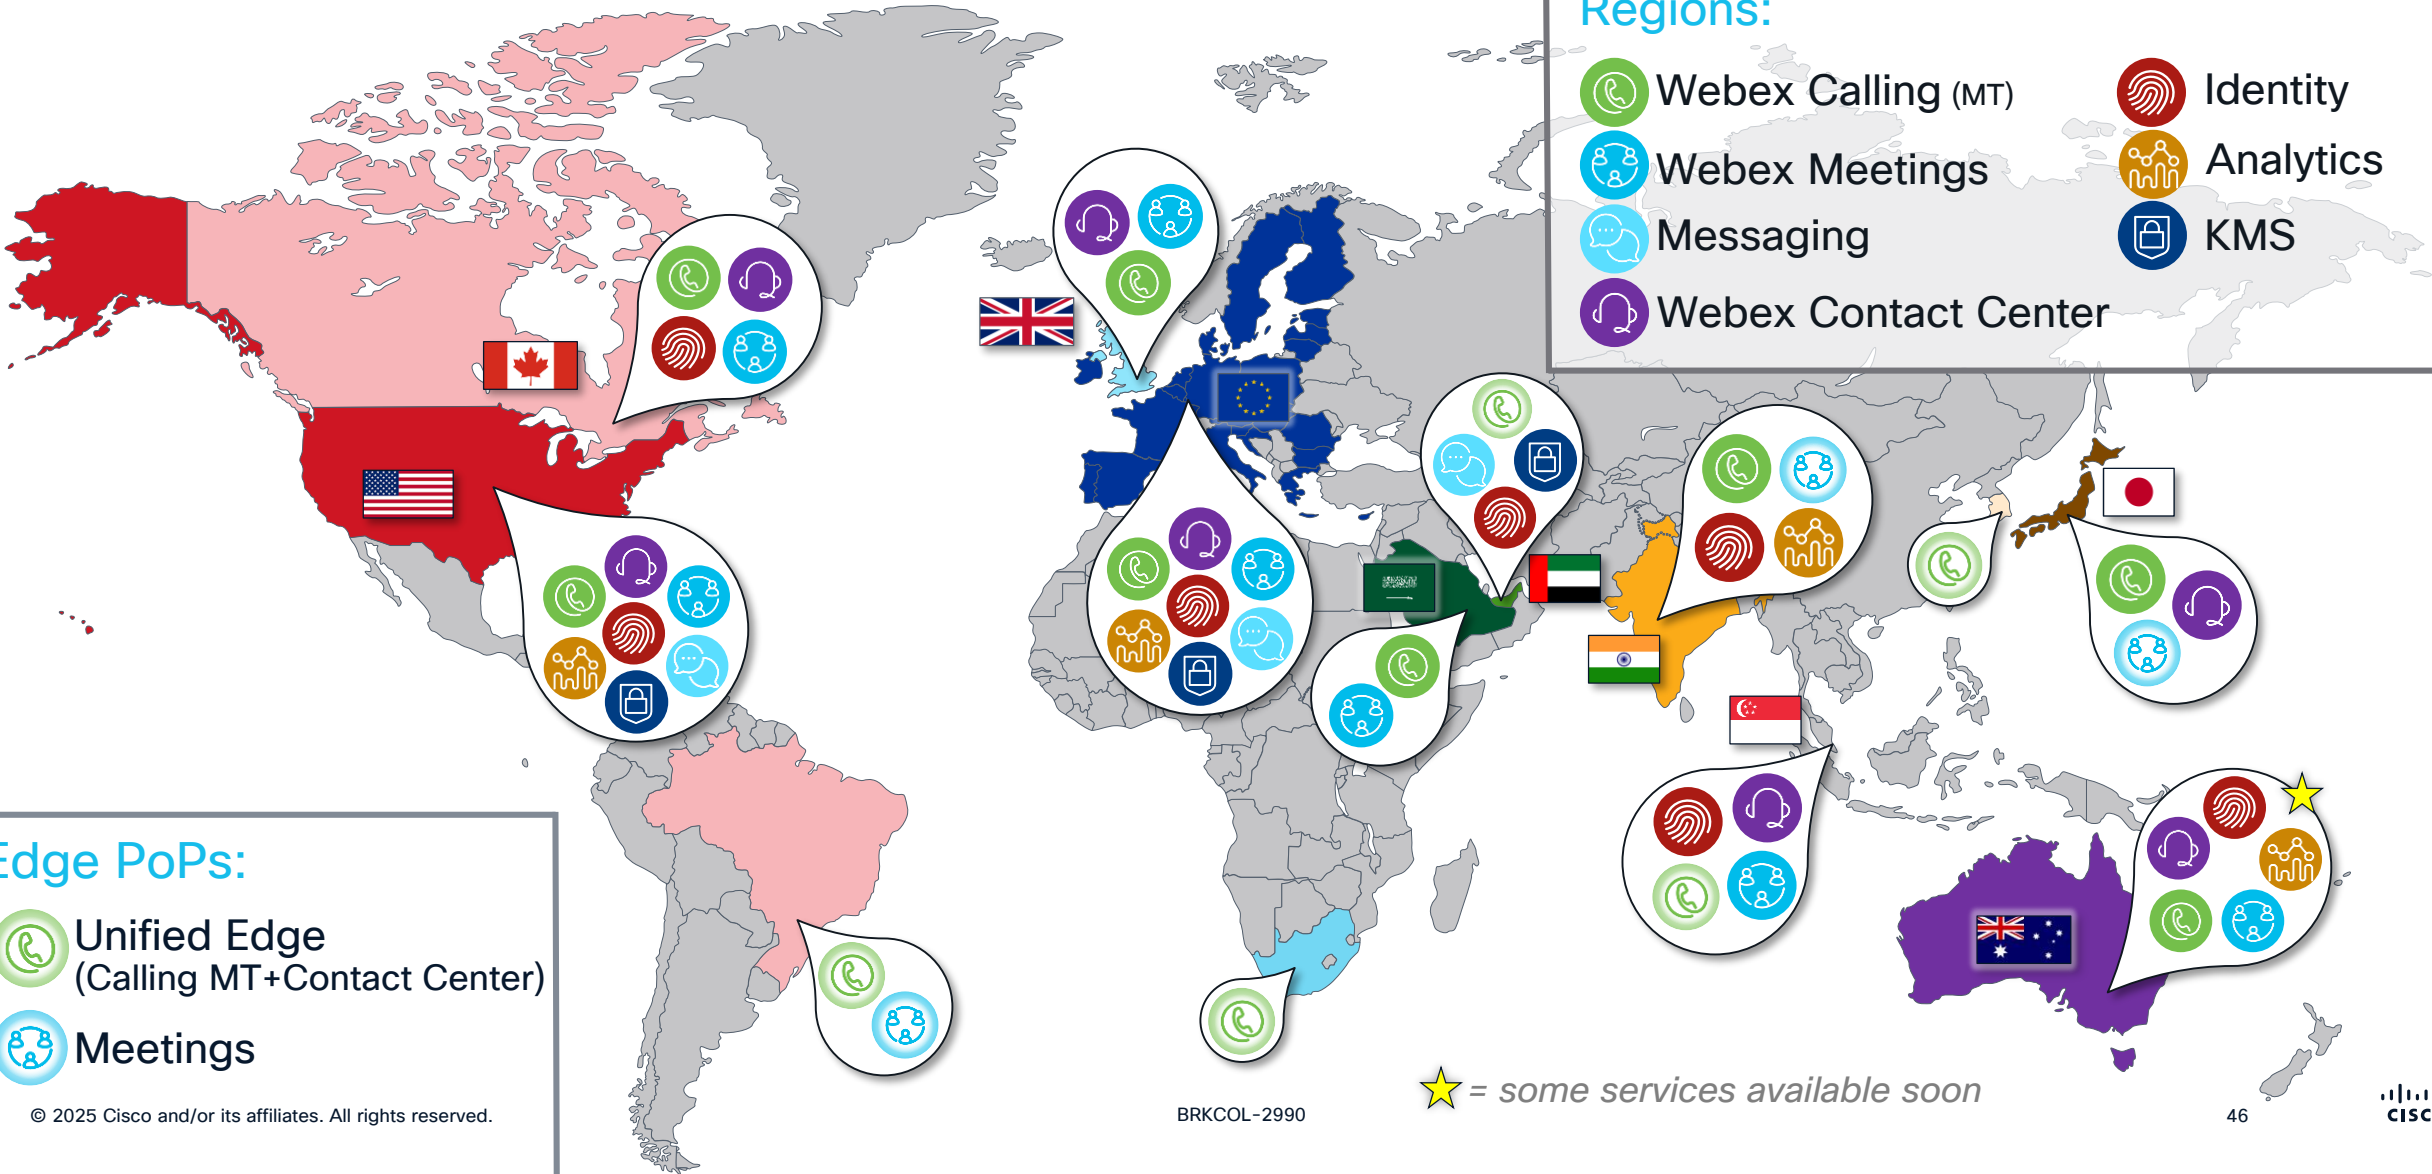 Regions:
Webex Calling (MT)
Identity
Webex Meetings
Analytics
Messaging
KMS
Webex Contact Center
Edge PoPs:
Unified Edge
(Calling MT+Contact Center)
Meetings
= some services available soon
© 2025 Cisco and/or its affiliates. All rights reserved.
BRKCOL-2990
46
CISC